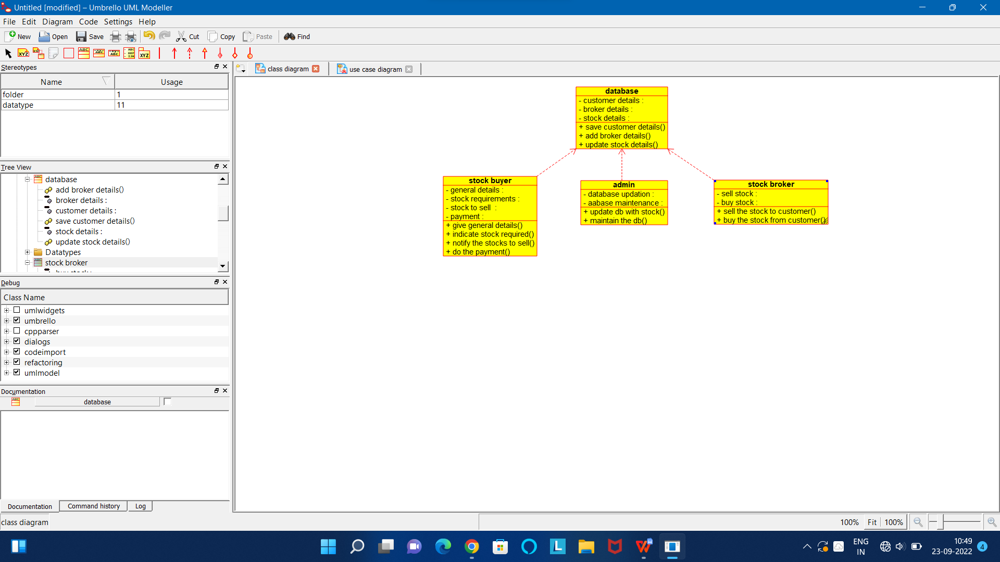 Untitled [modified] – Umbrello UML Modeller
File Edit Diagram Code Settings Help
New Open Save Cut Copy Paste Find
Stereotypes
Name Usage
folder 1
datatype 11
Tree View
database
add broker details()
broker details :
customer details :
save customer details()
stock details :
update stock details()
Datatypes
stock broker
Debug
Class Name
umlwidgets
umbrello
cppparser
dialogs
codeimport
refactoring
umlmodel
Documentation
database
Documentation Command history Log
class diagram
class diagram use case diagram
database
- customer details :
- broker details :
- stock details :
+ save customer details()
+ add broker details()
+ update stock details()
stock buyer
- general details :
- stock requirements :
- stock to sell :
- payment :
+ give general details()
+ indicate stock required()
+ notify the stocks to sell()
+ do the payment()
admin
- database updation :
- aabase maintenance :
+ update db with stock()
+ maintain the db()
stock broker
- sell stock :
- buy stock :
+ sell the stock to customer()
+ buy the stock from customer()
100% Fit 100%
ENG
IN
10:49
23-09-2022
4